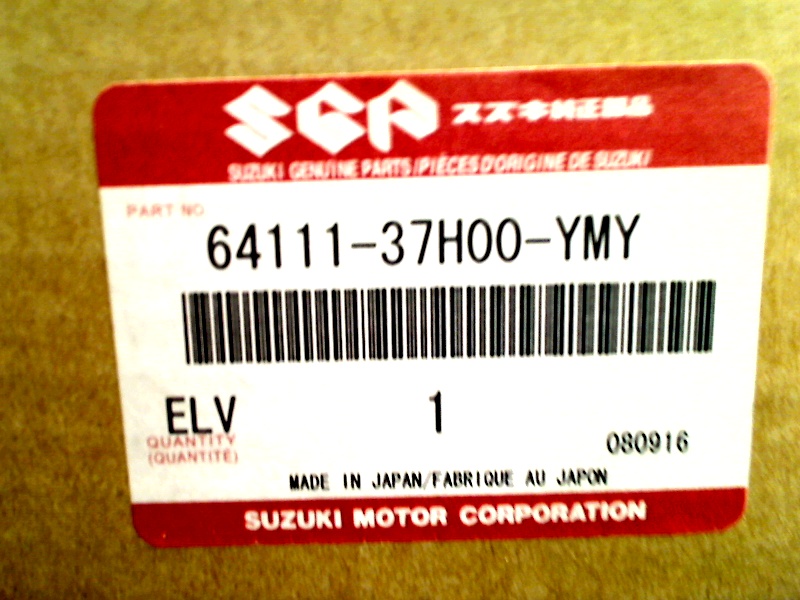 SGP スズキ純正部品
SUZUKI GENUINE PARTS/PIÈCES D'ORIGINE DE SUZUKI
PART NO
64111-37H00-YMY
ELV 1
QUANTITY
(QUANTITÉ) 080916
MADE IN JAPAN/FABRIQUE AU JAPON
SUZUKI MOTOR CORPORATION